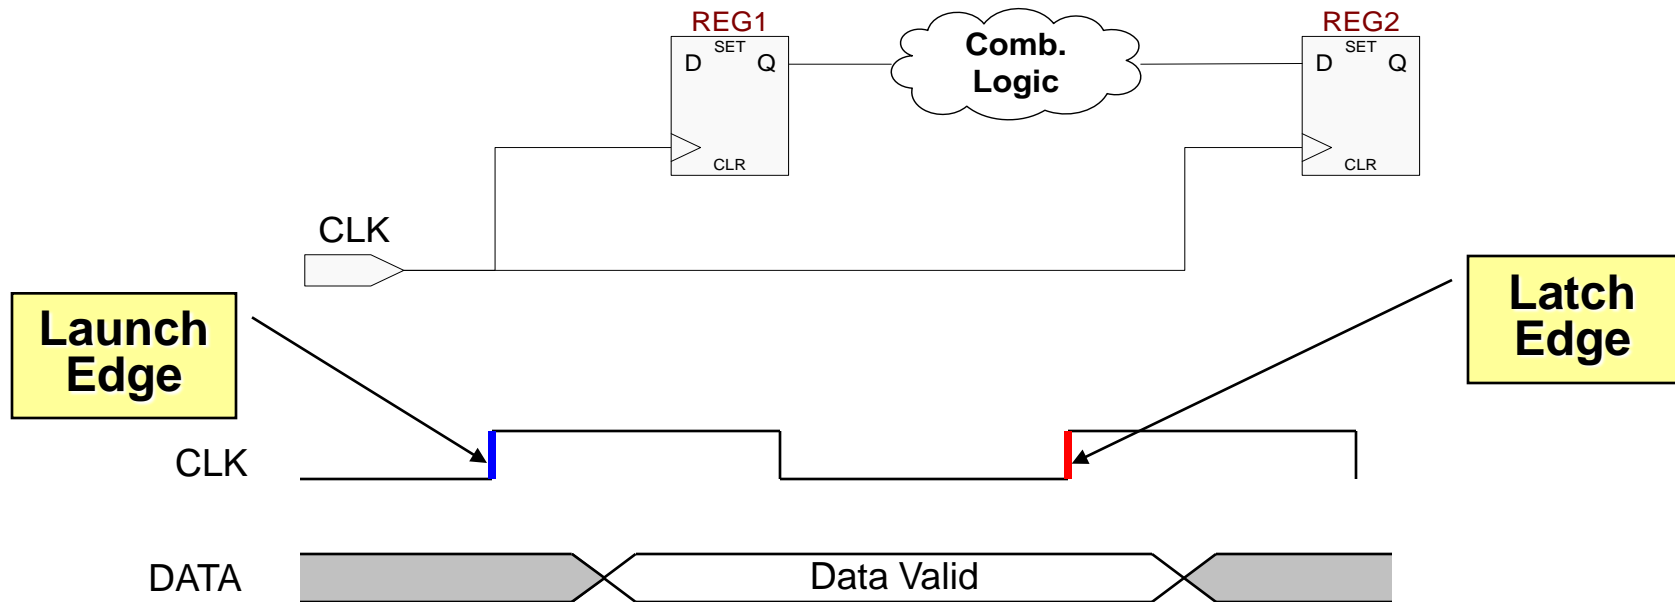 REG1
SET
D Q
CLR
Comb.
Logic
REG2
SET
D Q
CLR
CLK
Launch
Edge
Latch
Edge
CLK
DATA
Data Valid